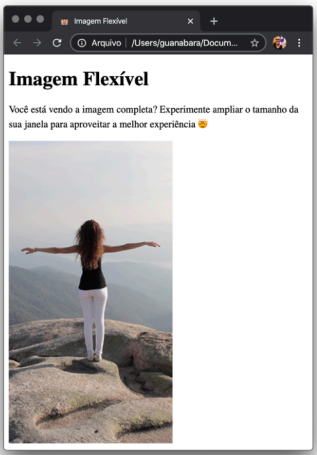 Imagem Flexível
Arquivo | /Users/guanabara/Docum...
Imagem Flexível
Você está vendo a imagem completa? Experimente ampliar o tamanho da
sua janela para aproveitar a melhor experiência 🤯